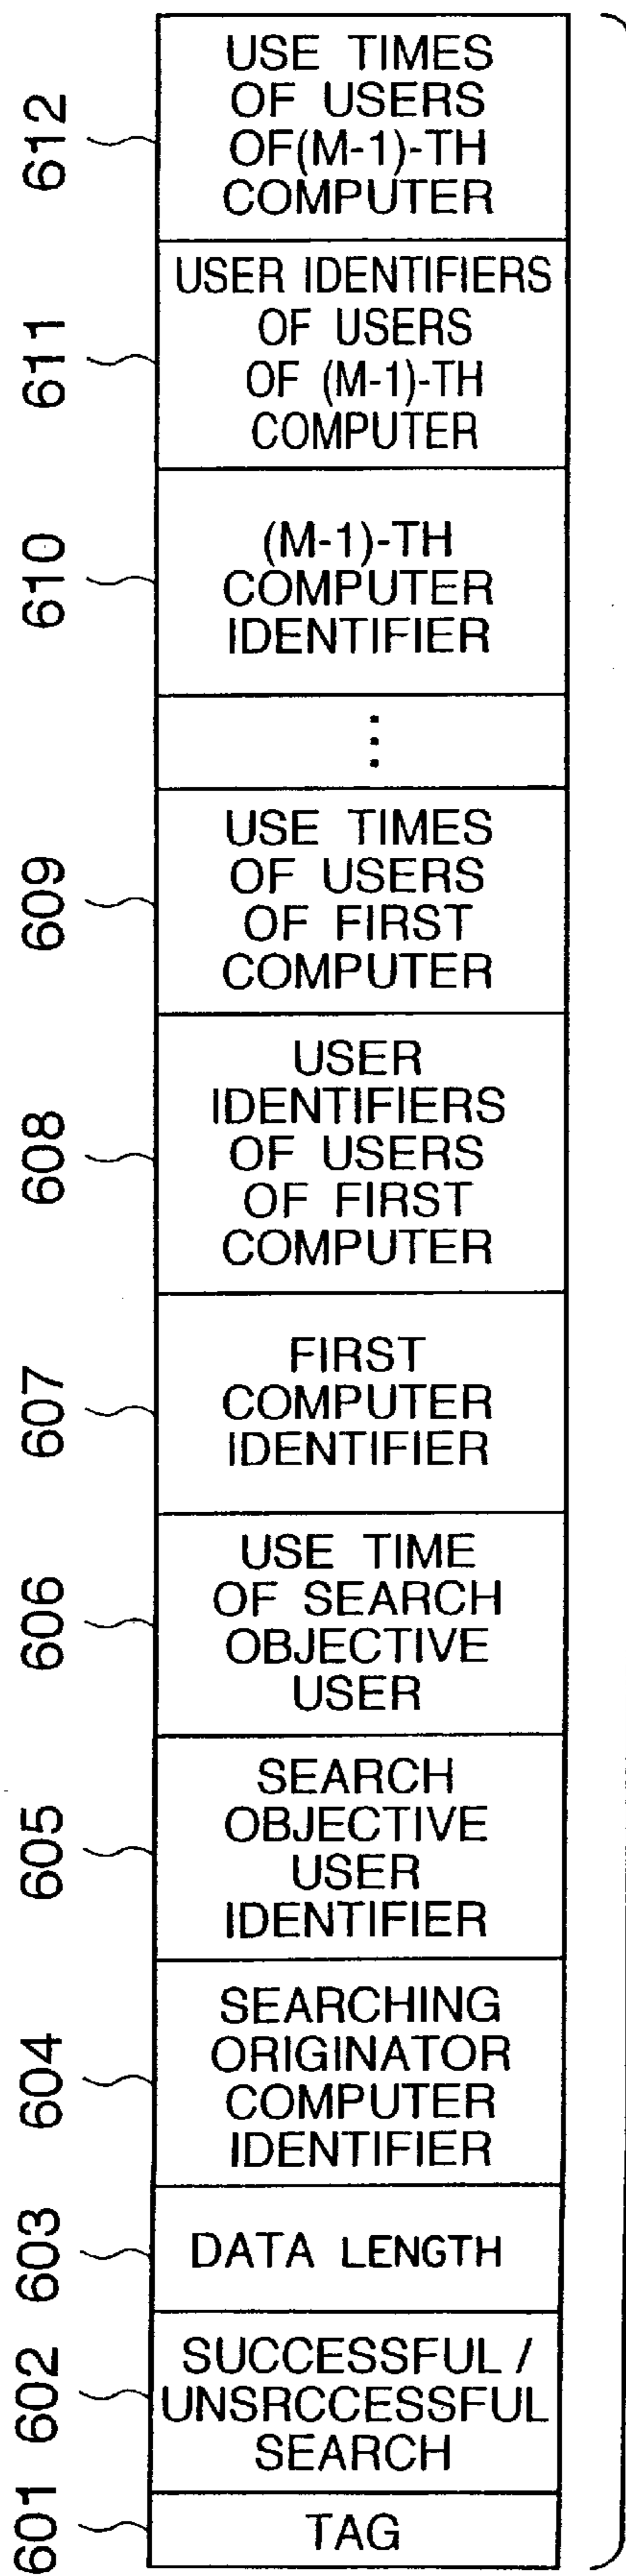 612
USE TIMES
OF USERS
OF(M-1)-TH
COMPUTER
611
USER IDENTIFIERS
OF USERS
OF (M-1)-TH
COMPUTER
610
(M-1)-TH
COMPUTER
IDENTIFIER
⋮
609
USE TIMES
OF USERS
OF FIRST
COMPUTER
608
USER
IDENTIFIERS
OF USERS
OF FIRST
COMPUTER
607
FIRST
COMPUTER
IDENTIFIER
606
USE TIME
OF SEARCH
OBJECTIVE
USER
605
SEARCH
OBJECTIVE
USER
IDENTIFIER
604
SEARCHING
ORIGINATOR
COMPUTER
IDENTIFIER
603
DATA LENGTH
602
SUCCESSFUL /
UNSRCCESSFUL
SEARCH
601
TAG